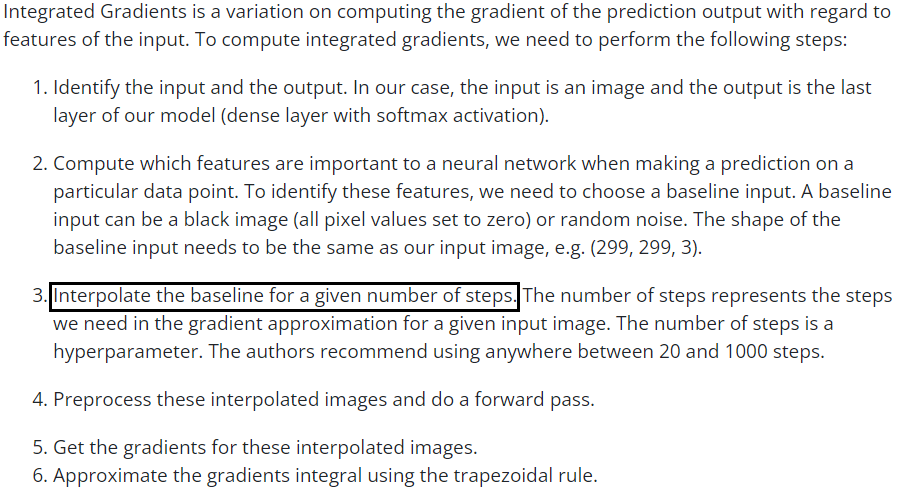 Integrated Gradients is a variation on computing the gradient of the prediction output with regard to
features of the input. To compute integrated gradients, we need to perform the following steps:
1. Identify the input and the output. In our case, the input is an image and the output is the last
layer of our model (dense layer with softmax activation).
2. Compute which features are important to a neural network when making a prediction on a
particular data point. To identify these features, we need to choose a baseline input. A baseline
input can be a black image (all pixel values set to zero) or random noise. The shape of the
baseline input needs to be the same as our input image, e.g. (299, 299, 3).
3. Interpolate the baseline for a given number of steps. The number of steps represents the steps
we need in the gradient approximation for a given input image. The number of steps is a
hyperparameter. The authors recommend using anywhere between 20 and 1000 steps.
4. Preprocess these interpolated images and do a forward pass.
5. Get the gradients for these interpolated images.
6. Approximate the gradients integral using the trapezoidal rule.